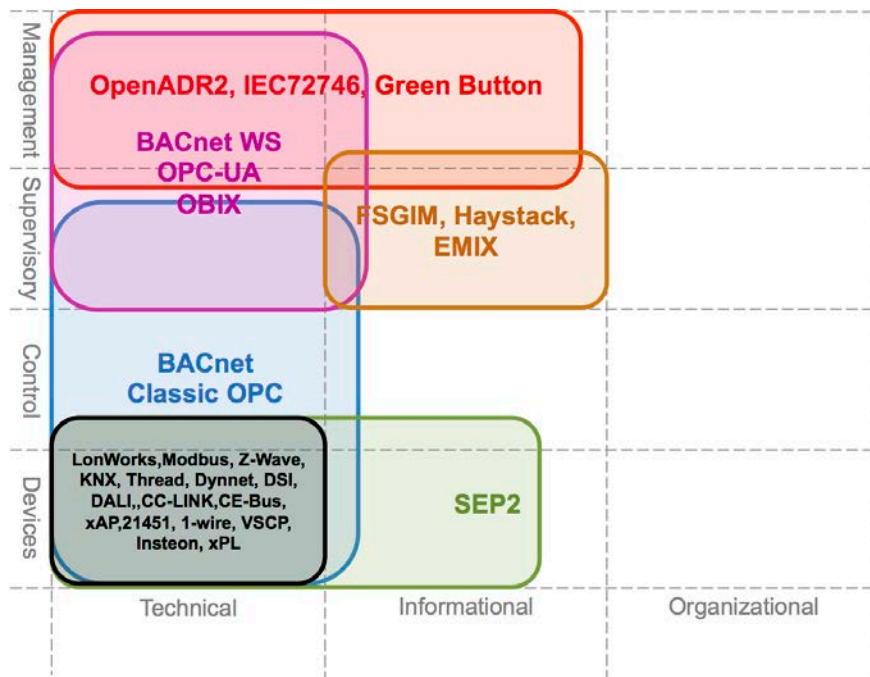 Management
OpenADR2, IEC72746, Green Button
BACnet WS
OPC-UA
OBIX
Supervisory
FSGIM, Haystack,
EMIX
Control
BACnet
Classic OPC
Devices
LonWorks,Modbus, Z-Wave,
KNX, Thread, Dynnet, DSI,
DALI,,CC-LINK,CE-Bus,
xAP,21451, 1-wire, VSCP,
Insteon, xPL
SEP2
Technical
Informational
Organizational